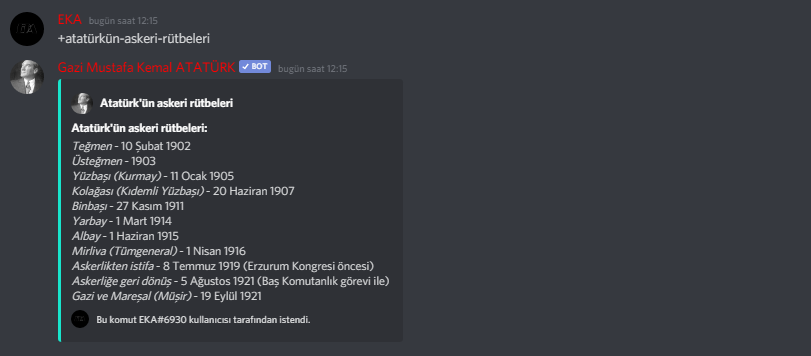 EKA bugün saat 12:15
+atatürkün-askeri-rütbeleri
Gazi Mustafa Kemal ATATÜRK ✓ BOT bugün saat 12:15
Atatürk'ün askeri rütbeleri
Atatürk'ün askeri rütbeleri:
Teğmen - 10 Şubat 1902
Üsteğmen - 1903
Yüzbaşı (Kurmay) - 11 Ocak 1905
Kolağası (Kıdemli Yüzbaşı) - 20 Haziran 1907
Binbaşı - 27 Kasım 1911
Yarbay - 1 Mart 1914
Albay - 1 Haziran 1915
Mirliva (Tümgeneral) - 1 Nisan 1916
Askerlikten istifa - 8 Temmuz 1919 (Erzurum Kongresi öncesi)
Askerliğe geri dönüş - 5 Ağustos 1921 (Baş Komutanlık görevi ile)
Gazi ve Mareşal (Müşir) - 19 Eylül 1921
Bu komut EKA#6930 kullanıcısı tarafından istendi.